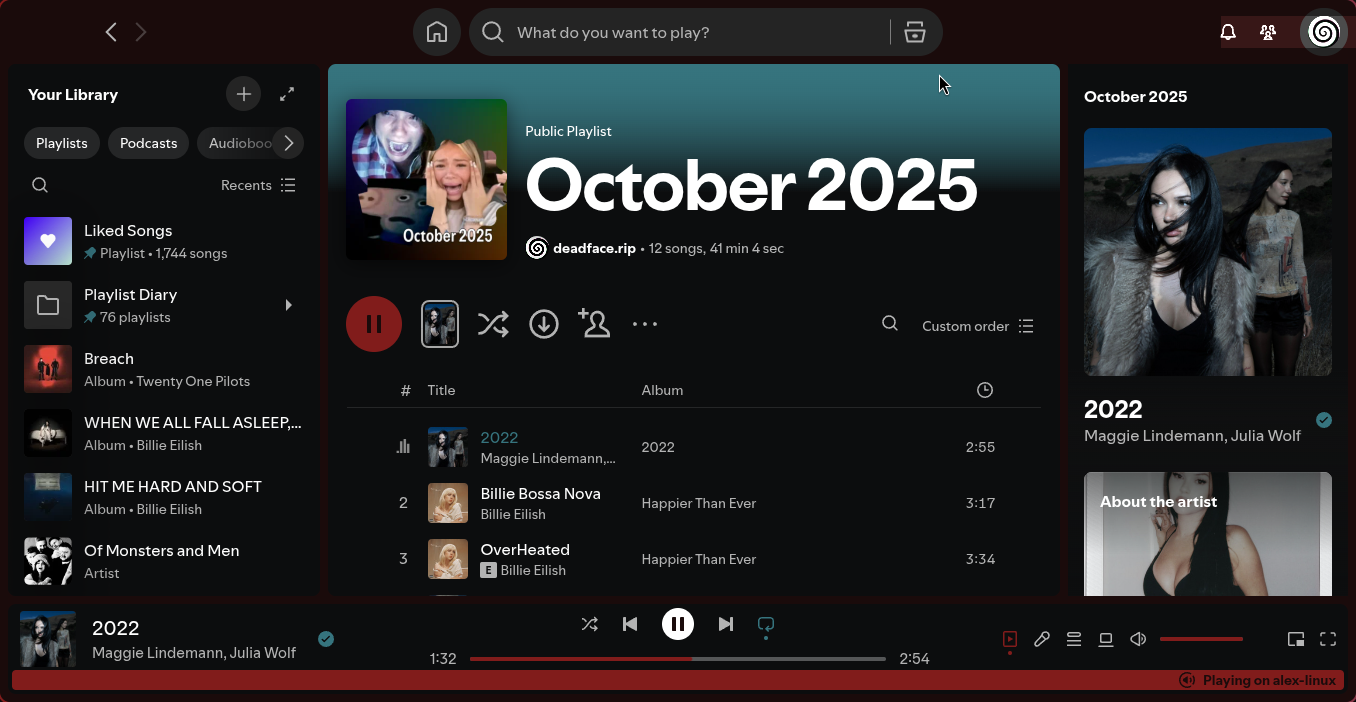 What do you want to play?
Your Library
Playlists
Podcasts
Audioboo
Recents
Liked Songs
Playlist • 1,744 songs
Playlist Diary
76 playlists
Breach
Album • Twenty One Pilots
WHEN WE ALL FALL ASLEEP,...
Album • Billie Eilish
HIT ME HARD AND SOFT
Album • Billie Eilish
Of Monsters and Men
Artist
October 2025
Public Playlist
October 2025
deadface.rip • 12 songs, 41 min 4 sec
Custom order
# Title Album
2022
Maggie Lindemann,...
2022
2:55
2
Billie Bossa Nova
Billie Eilish
Happier Than Ever
3:17
3
OverHeated
E Billie Eilish
Happier Than Ever
3:34
October 2025
2022
Maggie Lindemann, Julia Wolf
About the artist
2022
Maggie Lindemann, Julia Wolf
1:32
2:54
Playing on alex-linux